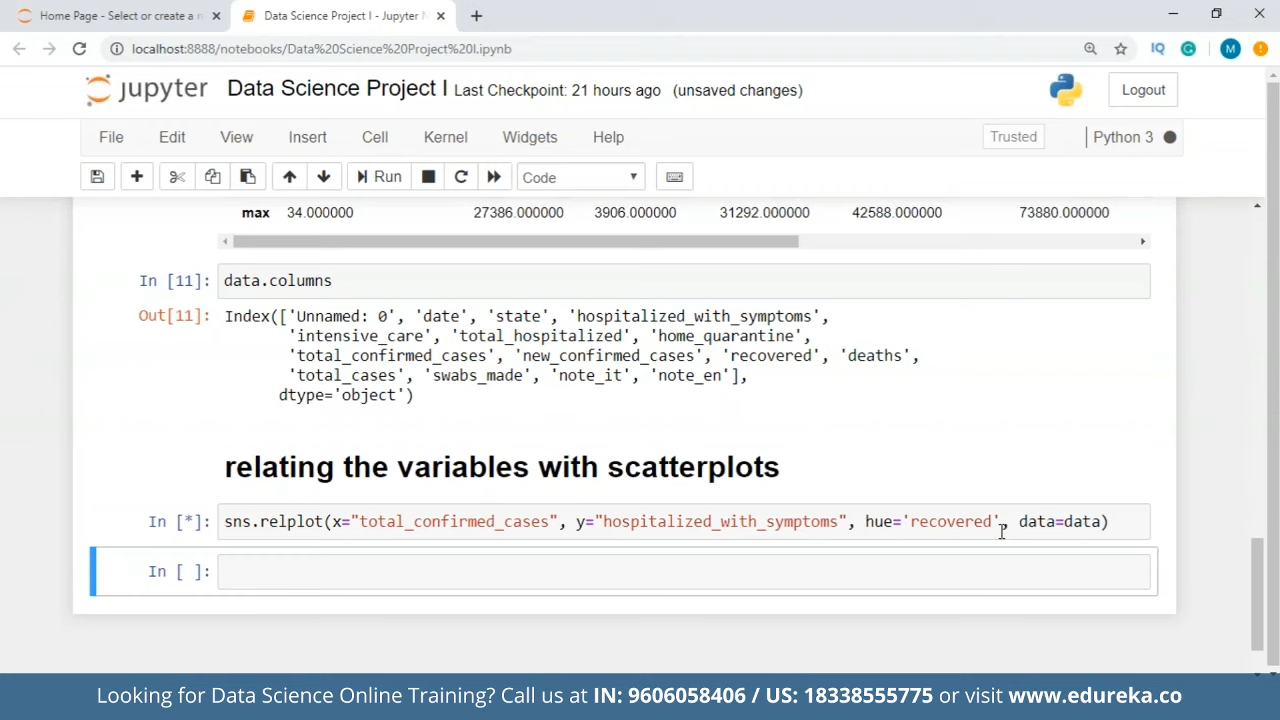 Home Page - Select or create a n
Data Science Project I - Jupyter N
localhost:8888/notebooks/Data%20Science%20Project%20I.ipynb
IQ
G
M
jupyter Data Science Project I Last Checkpoint: 21 hours ago (unsaved changes)
Logout
File Edit View Insert Cell Kernel Widgets Help
Trusted
Python 3
Run
Code
max 34.000000 27386.000000 3906.000000 31292.000000 42588.000000 73880.000000
In [11]: data.columns
Out[11]: Index(['Unnamed: 0', 'date', 'state', 'hospitalized_with_symptoms',
'intensive_care', 'total_hospitalized', 'home_quarantine',
'total_confirmed_cases', 'new_confirmed_cases', 'recovered', 'deaths',
'total_cases', 'swabs_made', 'note_it', 'note_en'],
dtype='object')
relating the variables with scatterplots
In [*]: sns.relplot(x="total_confirmed_cases", y="hospitalized_with_symptoms", hue='recovered', data=data)
In [ ]:
Looking for Data Science Online Training? Call us at IN: 9606058406 / US: 18338555775 or visit www.edureka.co